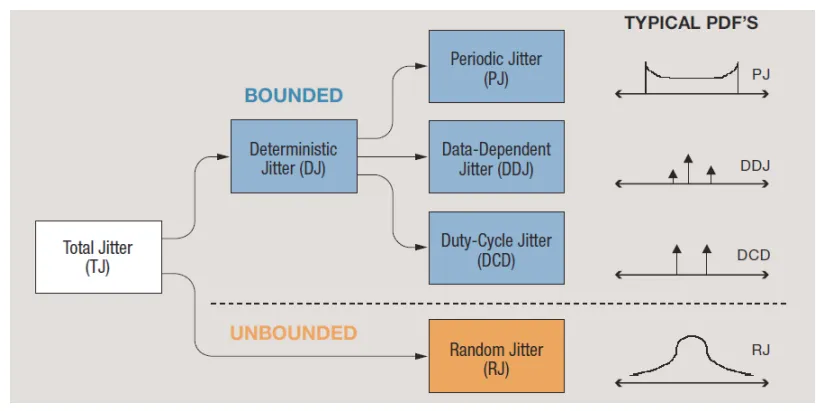 TYPICAL PDF'S
BOUNDED
Periodic Jitter
(PJ)
PJ
Deterministic
Jitter (DJ)
Data-Dependent
Jitter (DDJ)
DDJ
Total Jitter
(TJ)
Duty-Cycle Jitter
(DCD)
DCD
UNBOUNDED
Random Jitter
(RJ)
RJ